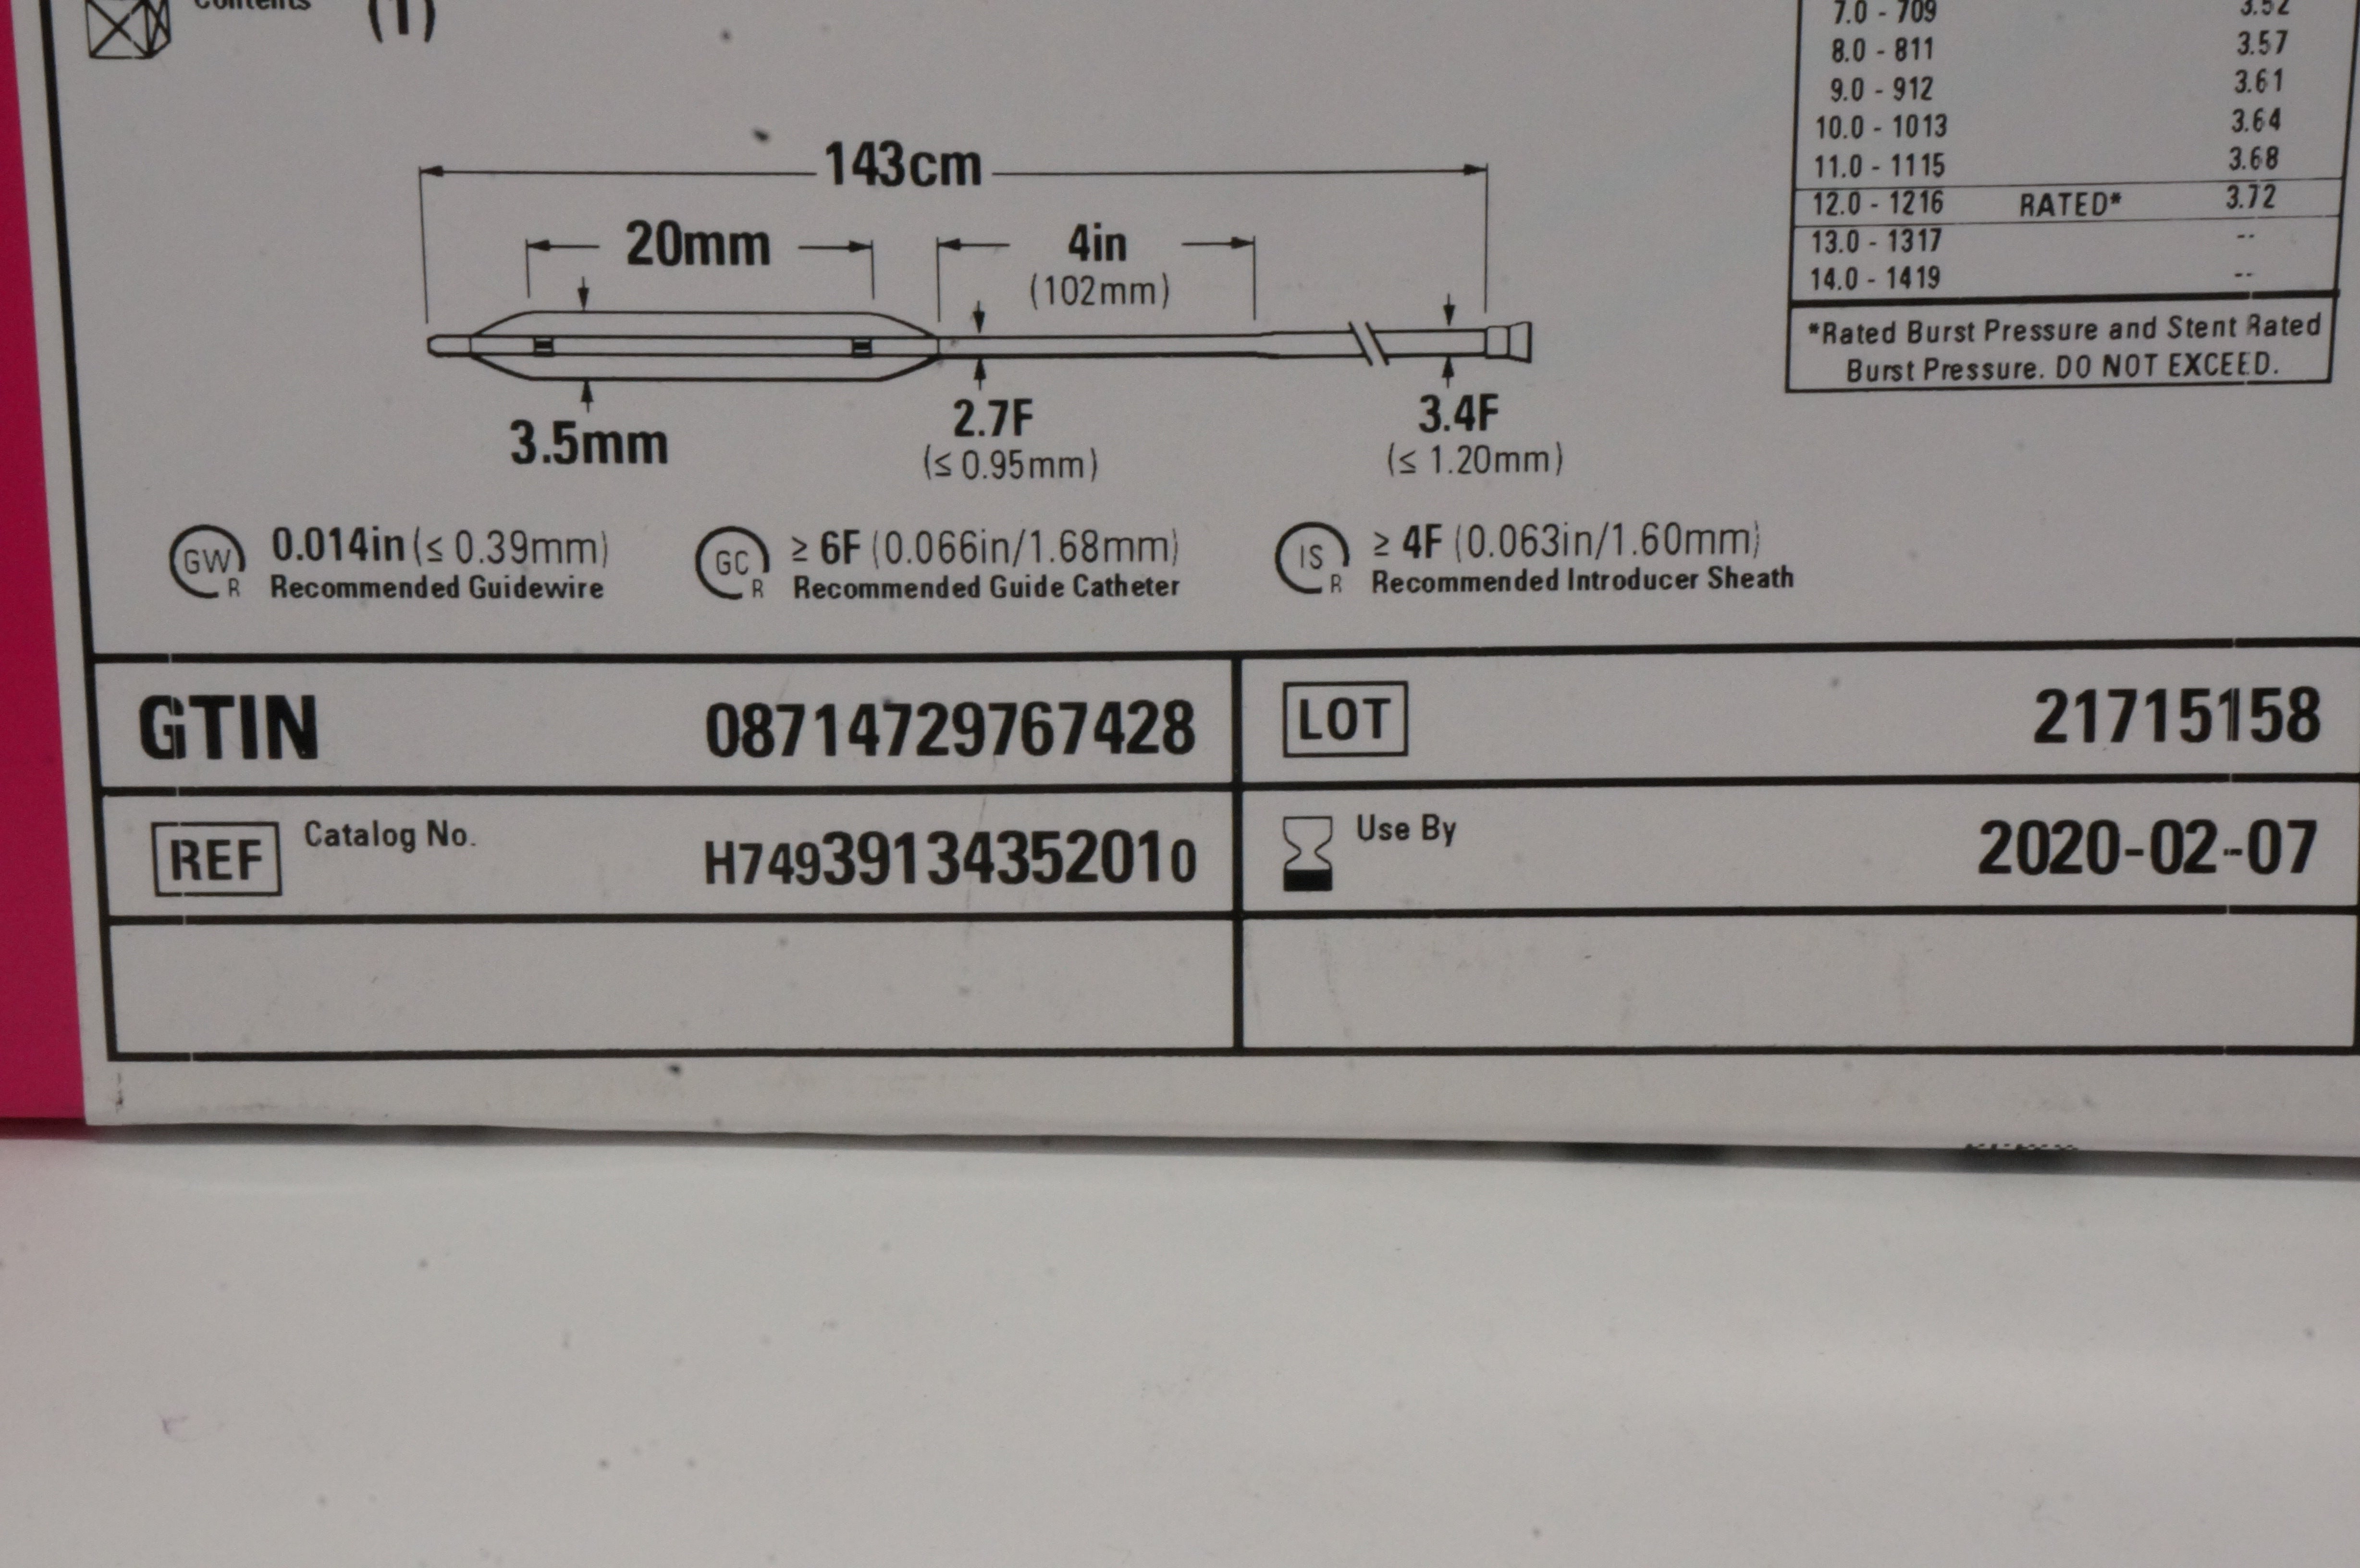 Contents
(1)
7.0 - 709 3.52
8.0 - 811 3.57
9.0 - 912 3.61
10.0 - 1013 3.64
11.0 - 1115 3.68
12.0 - 1216 RATED* 3.72
13.0 - 1317 --
14.0 - 1419 --
*Rated Burst Pressure and Stent Rated
Burst Pressure. DO NOT EXCEED.
143cm
20mm
4in
(102mm)
3.5mm
2.7F
(≤ 0.95mm)
3.4F
(≤ 1.20mm)
GW R 0.014in (≤ 0.39mm)
Recommended Guidewire
GC R ≥ 6F (0.066in/1.68mm)
Recommended Guide Catheter
IS R ≥ 4F (0.063in/1.60mm)
Recommended Introducer Sheath
GTIN 08714729767428
LOT 21715158
REF Catalog No. H74939134352010
Use By 2020-02-07